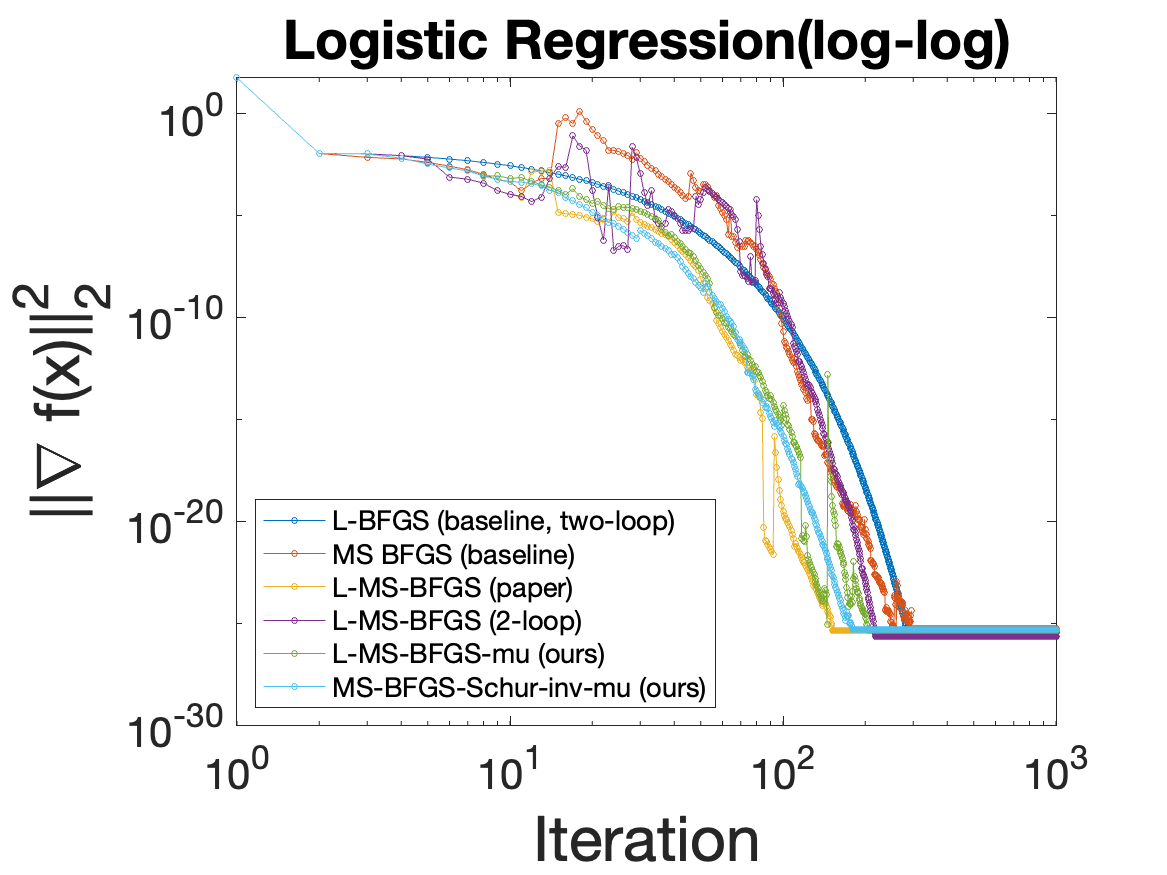 Logistic Regression(log-log)
10^0
10^-10
10^-20
10^-30
||∇ f(x)||_2^2
L-BFGS (baseline, two-loop)
MS BFGS (baseline)
L-MS-BFGS (paper)
L-MS-BFGS (2-loop)
L-MS-BFGS-mu (ours)
MS-BFGS-Schur-inv-mu (ours)
10^0 10^1 10^2 10^3
Iteration